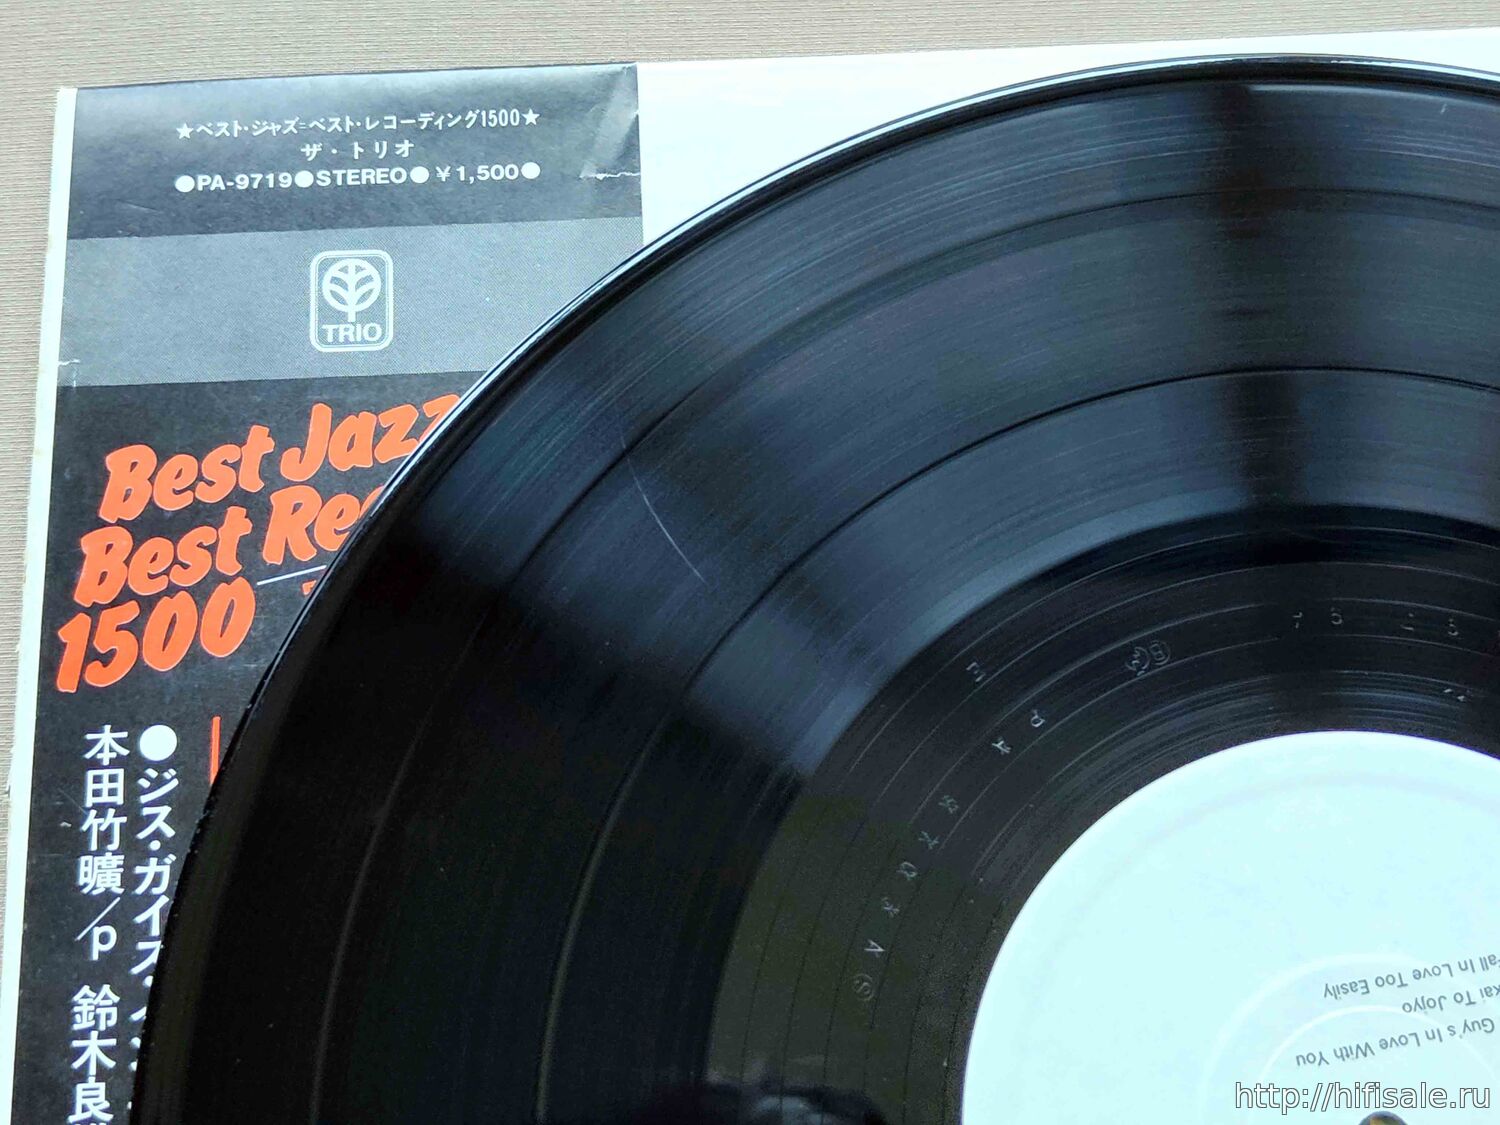 ★ベスト・ジャズ=ベスト・レコーディング1500★
ザ・トリオ
●PA-9719●STEREO●¥1,500●
TRIO
Best Jazz
Best Rec
1500
●ジス・ガイズ・イン
本田竹曠/p 鈴木良
Fall In Love Too Easily
kai To Jojyo
Guy's In Love With You
http://hifisale.ru